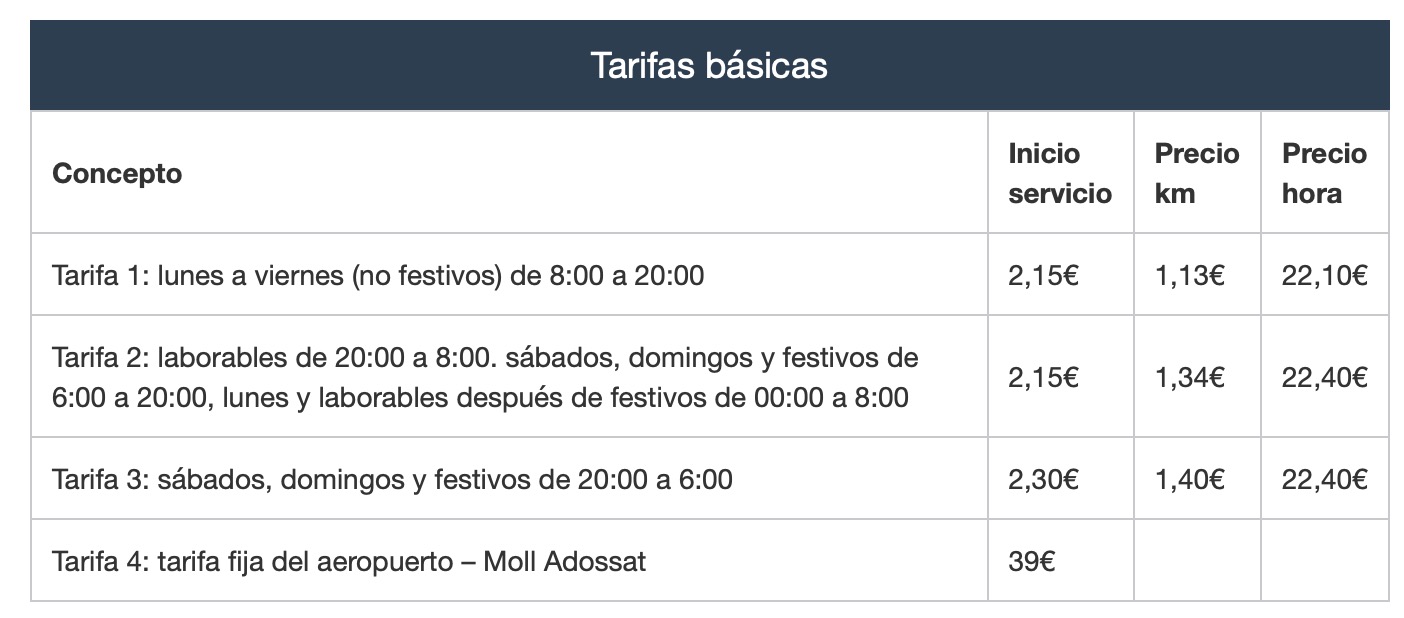 Tarifas básicas
Concepto
Inicio
servicio
Precio
km
Precio
hora
Tarifa 1: lunes a viernes (no festivos) de 8:00 a 20:00
2,15€
1,13€
22,10€
Tarifa 2: laborables de 20:00 a 8:00. sábados, domingos y festivos de
6:00 a 20:00, lunes y laborables después de festivos de 00:00 a 8:00
2,15€
1,34€
22,40€
Tarifa 3: sábados, domingos y festivos de 20:00 a 6:00
2,30€
1,40€
22,40€
Tarifa 4: tarifa fija del aeropuerto – Moll Adossat
39€